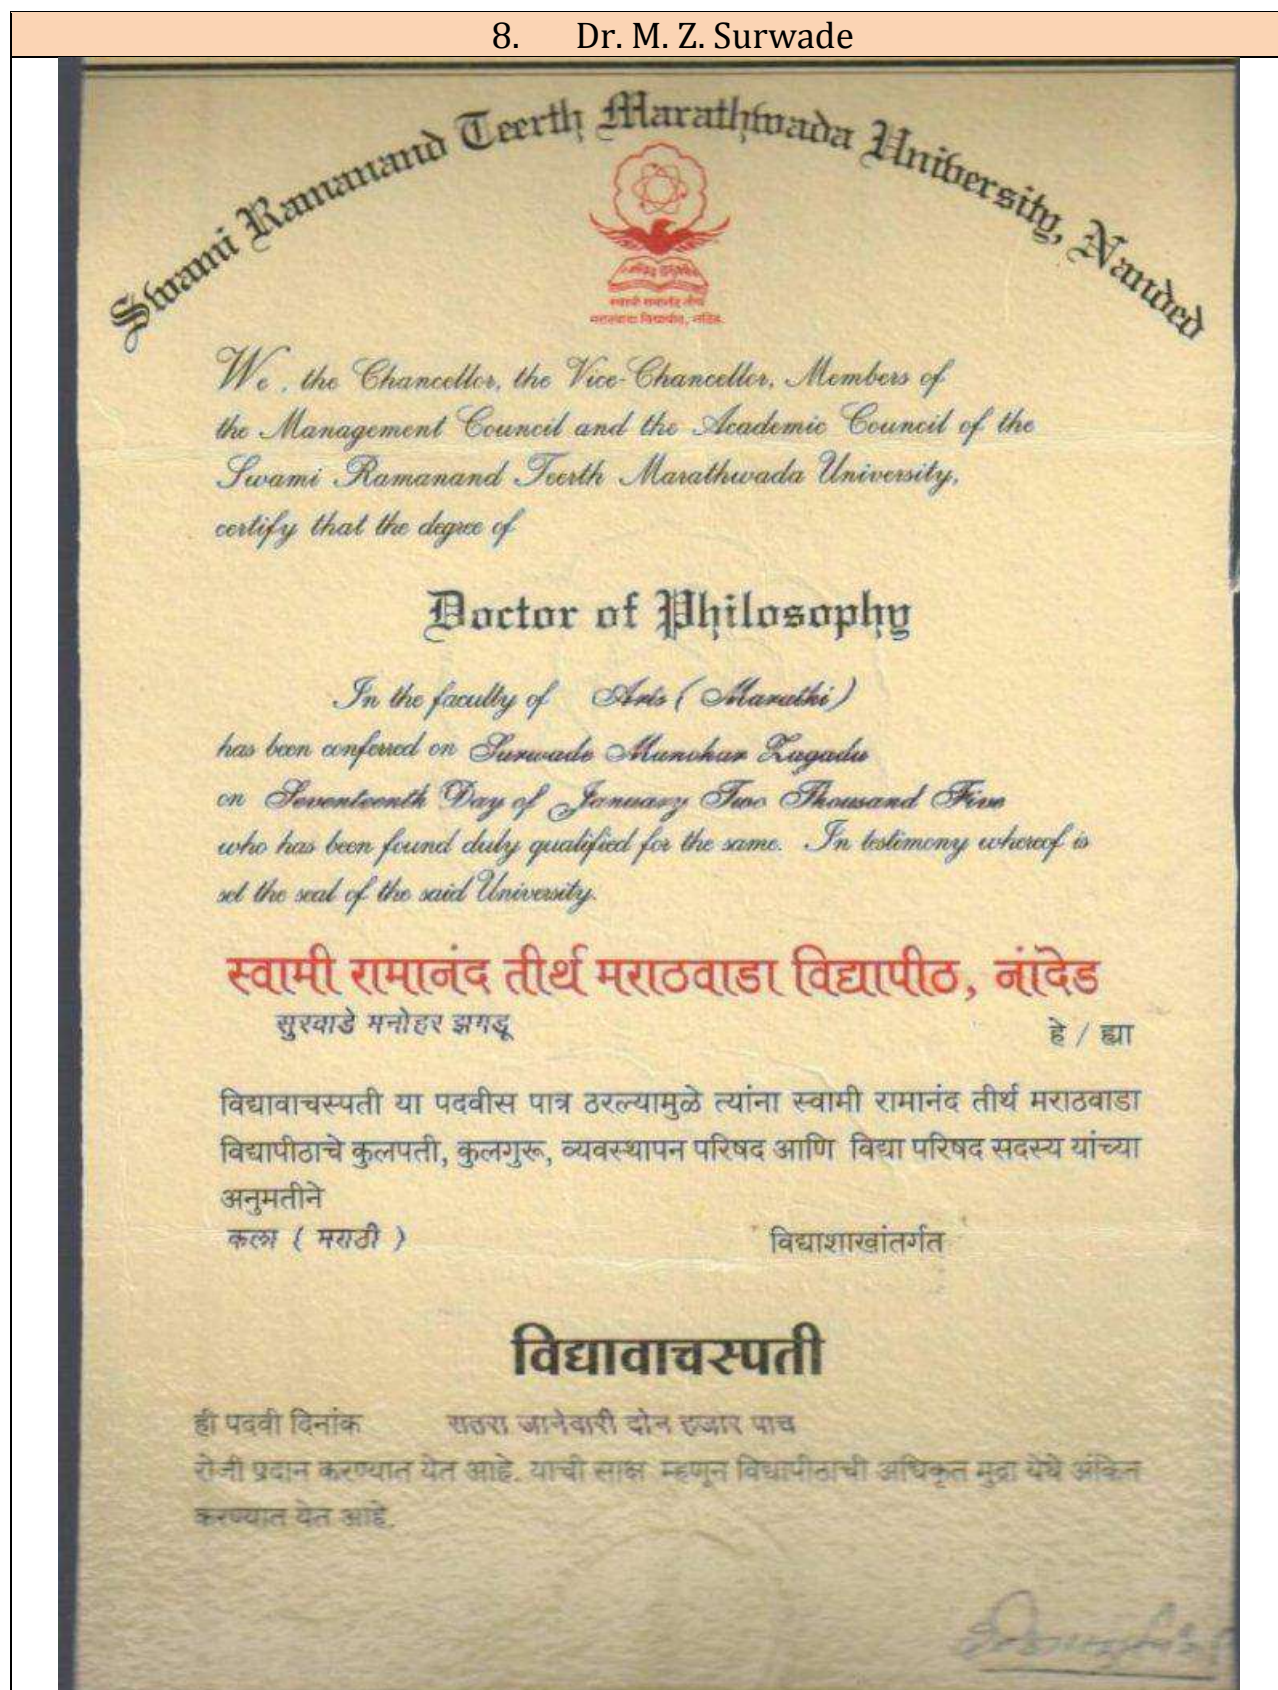 8. Dr. M. Z. Surwade
Swami Ramanand Teerth Marathwada University, Nanded
स्वामी रामानंद तीर्थ
मराठवाडा विद्यापीठ, नांदेड
We, the Chancellor, the Vice-Chancellor, Members of
the Management Council and the Academic Council of the
Swami Ramanand Teerth Marathwada University,
certify that the degree of
Doctor of Philosophy
In the faculty of Arts ( Marathi )
has been conferred on Surwade Manohar Zagadu
on Seventeenth Day of January Two Thousand Five
who has been found duly qualified for the same. In testimony whereof is
set the seal of the said University.
स्वामी रामानंद तीर्थ मराठवाडा विद्यापीठ, नांदेड
सुरवाडे मनोहर झगडू हे / ह्या
विद्यावाचस्पती या पदवीस पात्र ठरल्यामुळे त्यांना स्वामी रामानंद तीर्थ मराठवाडा
विद्यापीठाचे कुलपती, कुलगुरू, व्यवस्थापन परिषद आणि विद्या परिषद सदस्य यांच्या
अनुमतीने
कला ( मराठी ) विद्याशाखांतर्गत
विद्यावाचस्पती
ही पदवी दिनांक सतरा जानेवारी दोन हजार पाच
रोजी प्रदान करण्यात येत आहे. याची साक्ष म्हणून विद्यापीठाची अधिकृत मुद्रा येथे अंकित
करण्यात येत आहे.